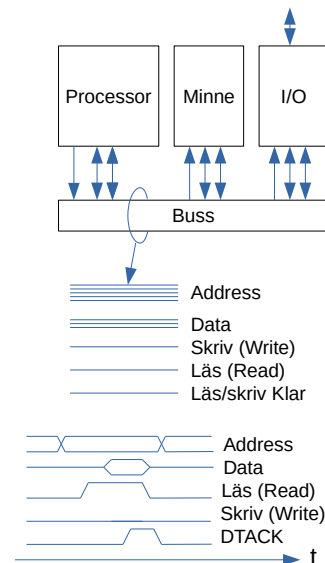 Processor
Minne
I/O
Buss
Address
Data
Skriv (Write)
Läs (Read)
Läs/skriv Klar
Address
Data
Läs (Read)
Skriv (Write)
DTACK
t